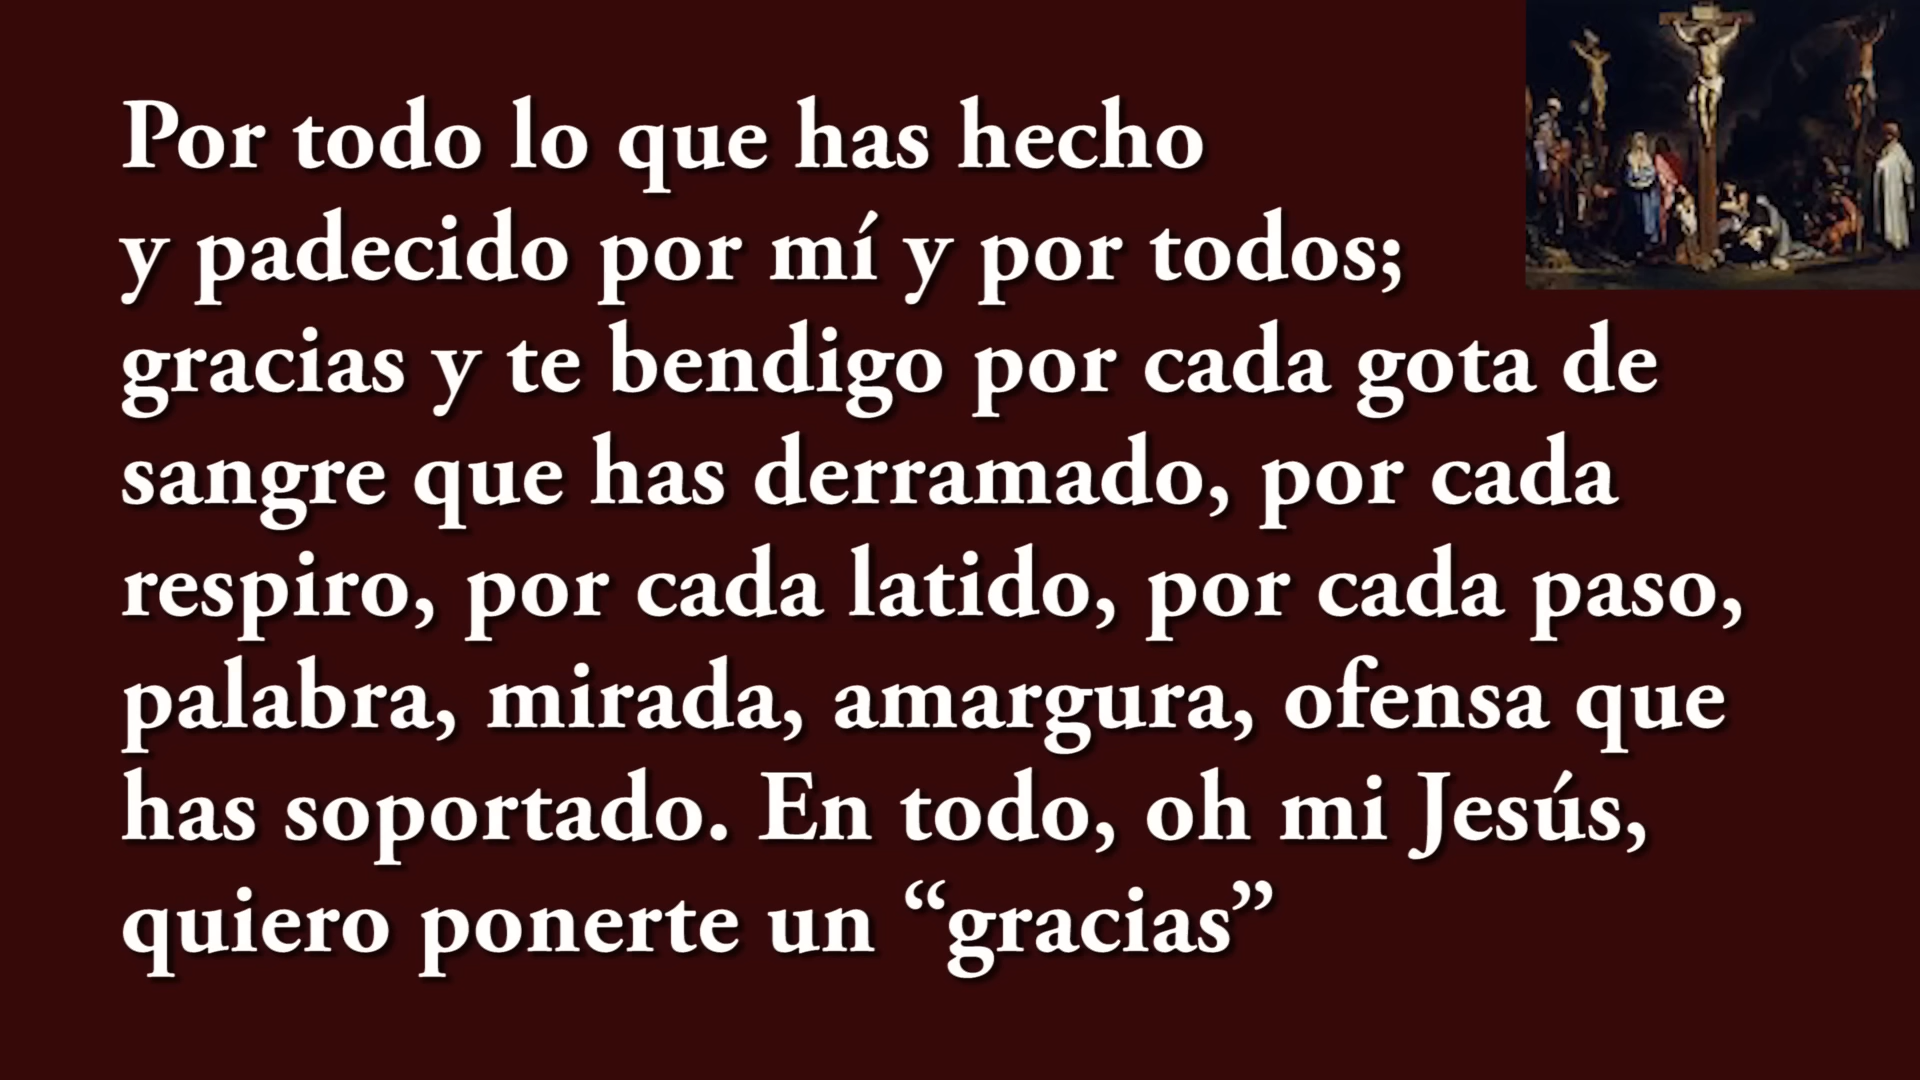 Por todo lo que has hecho
y padecido por mí y por todos;
gracias y te bendigo por cada gota de
sangre que has derramado, por cada
respiro, por cada latido, por cada paso,
palabra, mirada, amargura, ofensa que
has soportado. En todo, oh mi Jesús,
quiero ponerte un “gracias”